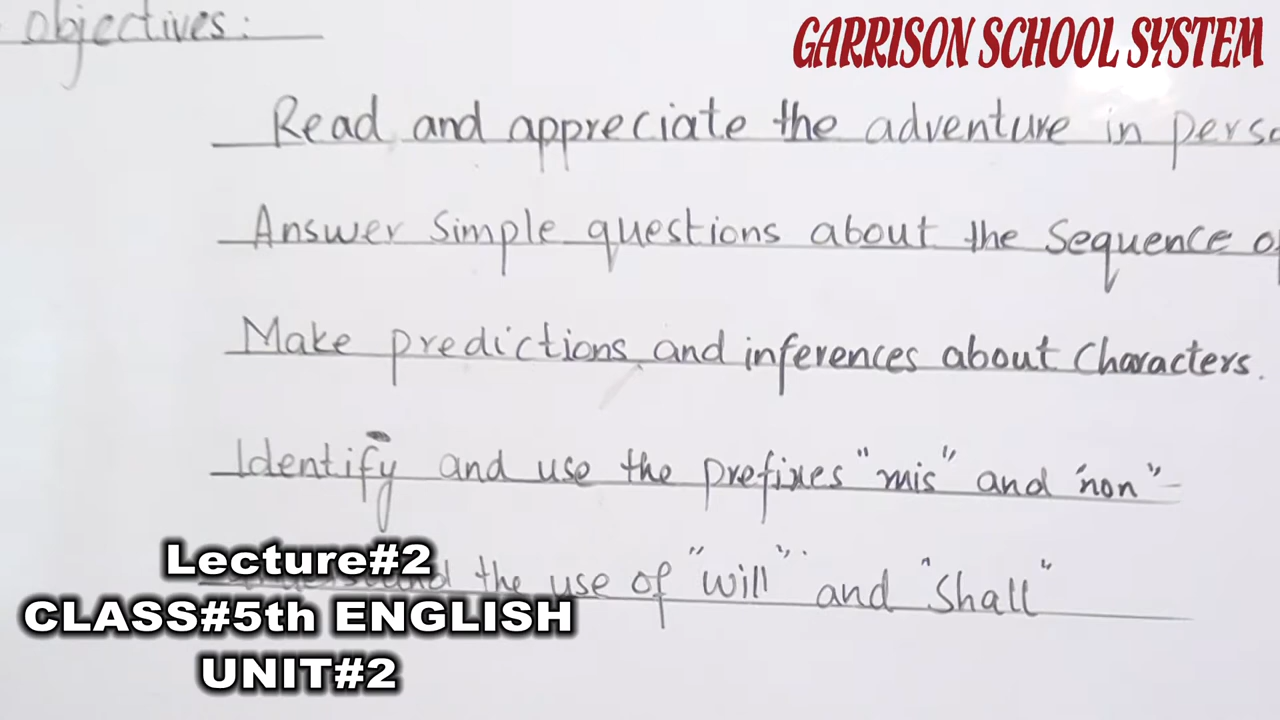 objectives:
GARRISON SCHOOL SYSTEM
Read and appreciate the adventure in
Answer Simple questions about the Sequence
Make predictions and inferences about Characters.
Identify and use the prefixes "mis" and "non"
the use of "will" and "Shall"
Lecture#2
CLASS#5th ENGLISH
UNIT#2